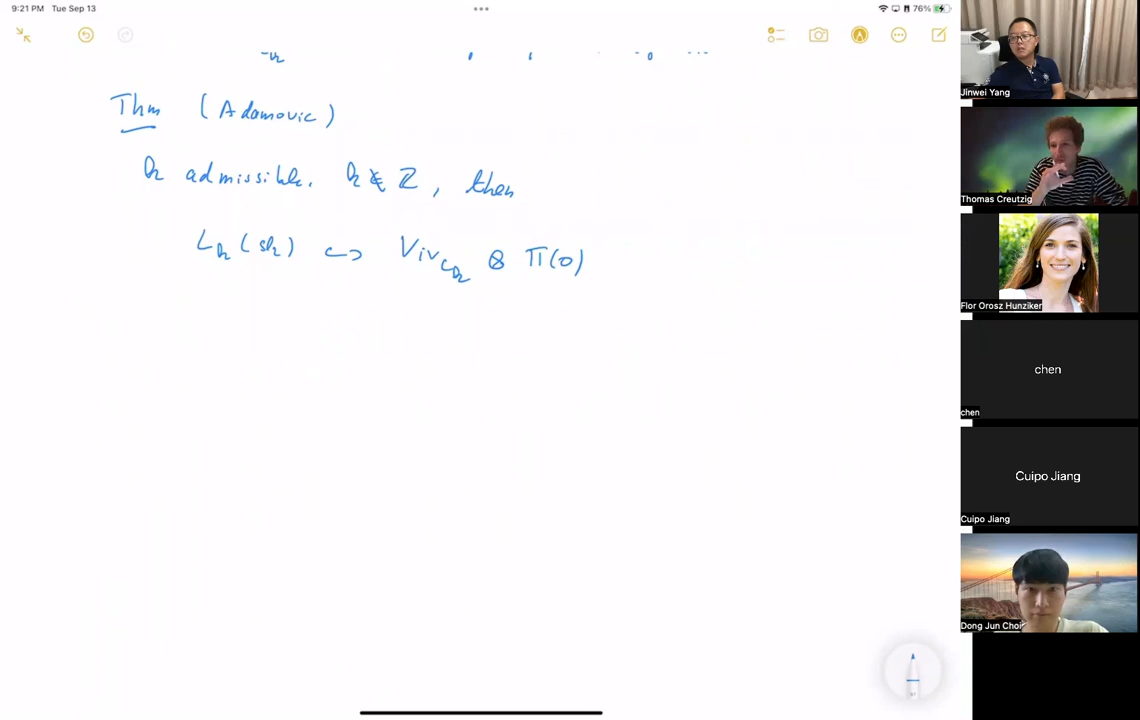 9:21 PM Tue Sep 13
76%
Thm (Adamovic)
k admissible. k ∉ ℤ, then
L_k(sl_2) ↪ Vir_{c_k} ⊗ Π(0)
Jinwei Yang
Thomas Creutzig
Flor Orosz Hunziker
chen
chen
Cuipo Jiang
Cuipo Jiang
Dong Jun Choi